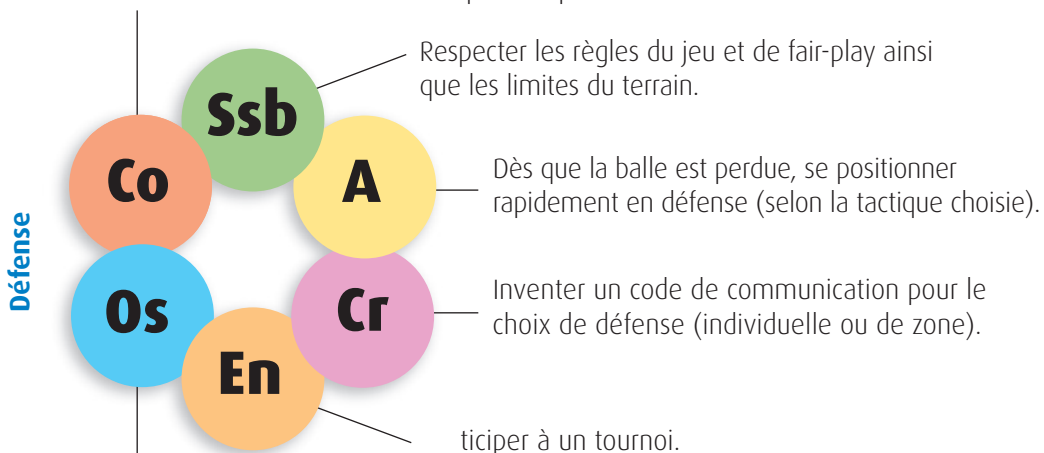 Respecter les règles du jeu et de fair-play ainsi
que les limites du terrain.
Ssb
Co
A
Dès que la balle est perdue, se positionner
rapidement en défense (selon la tactique choisie).
Défense
Os
Cr
Inventer un code de communication pour le
choix de défense (individuelle ou de zone).
En
ticiper à un tournoi.